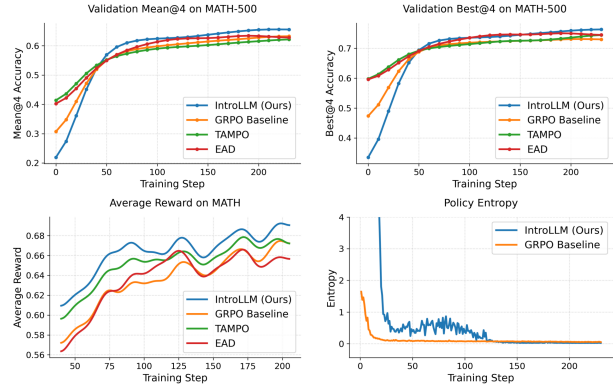 Validation Mean@4 on MATH-500
Mean@4 Accuracy
0.6
0.5
0.4
0.3
0.2
0
50
100
150
200
Training Step
IntroLLM (Ours)
GRPO Baseline
TAMPO
EAD
Validation Best@4 on MATH-500
Best@4 Accuracy
0.7
0.6
0.5
0.4
0
50
100
150
200
Training Step
IntroLLM (Ours)
GRPO Baseline
TAMPO
EAD
Average Reward on MATH
Average Reward
0.68
0.66
0.64
0.62
0.60
0.58
0.56
50
75
100
125
150
175
200
Training Step
IntroLLM (Ours)
GRPO Baseline
TAMPO
EAD
Policy Entropy
Entropy
4
3
2
1
0
0
50
100
150
200
Training Step
IntroLLM (Ours)
GRPO Baseline